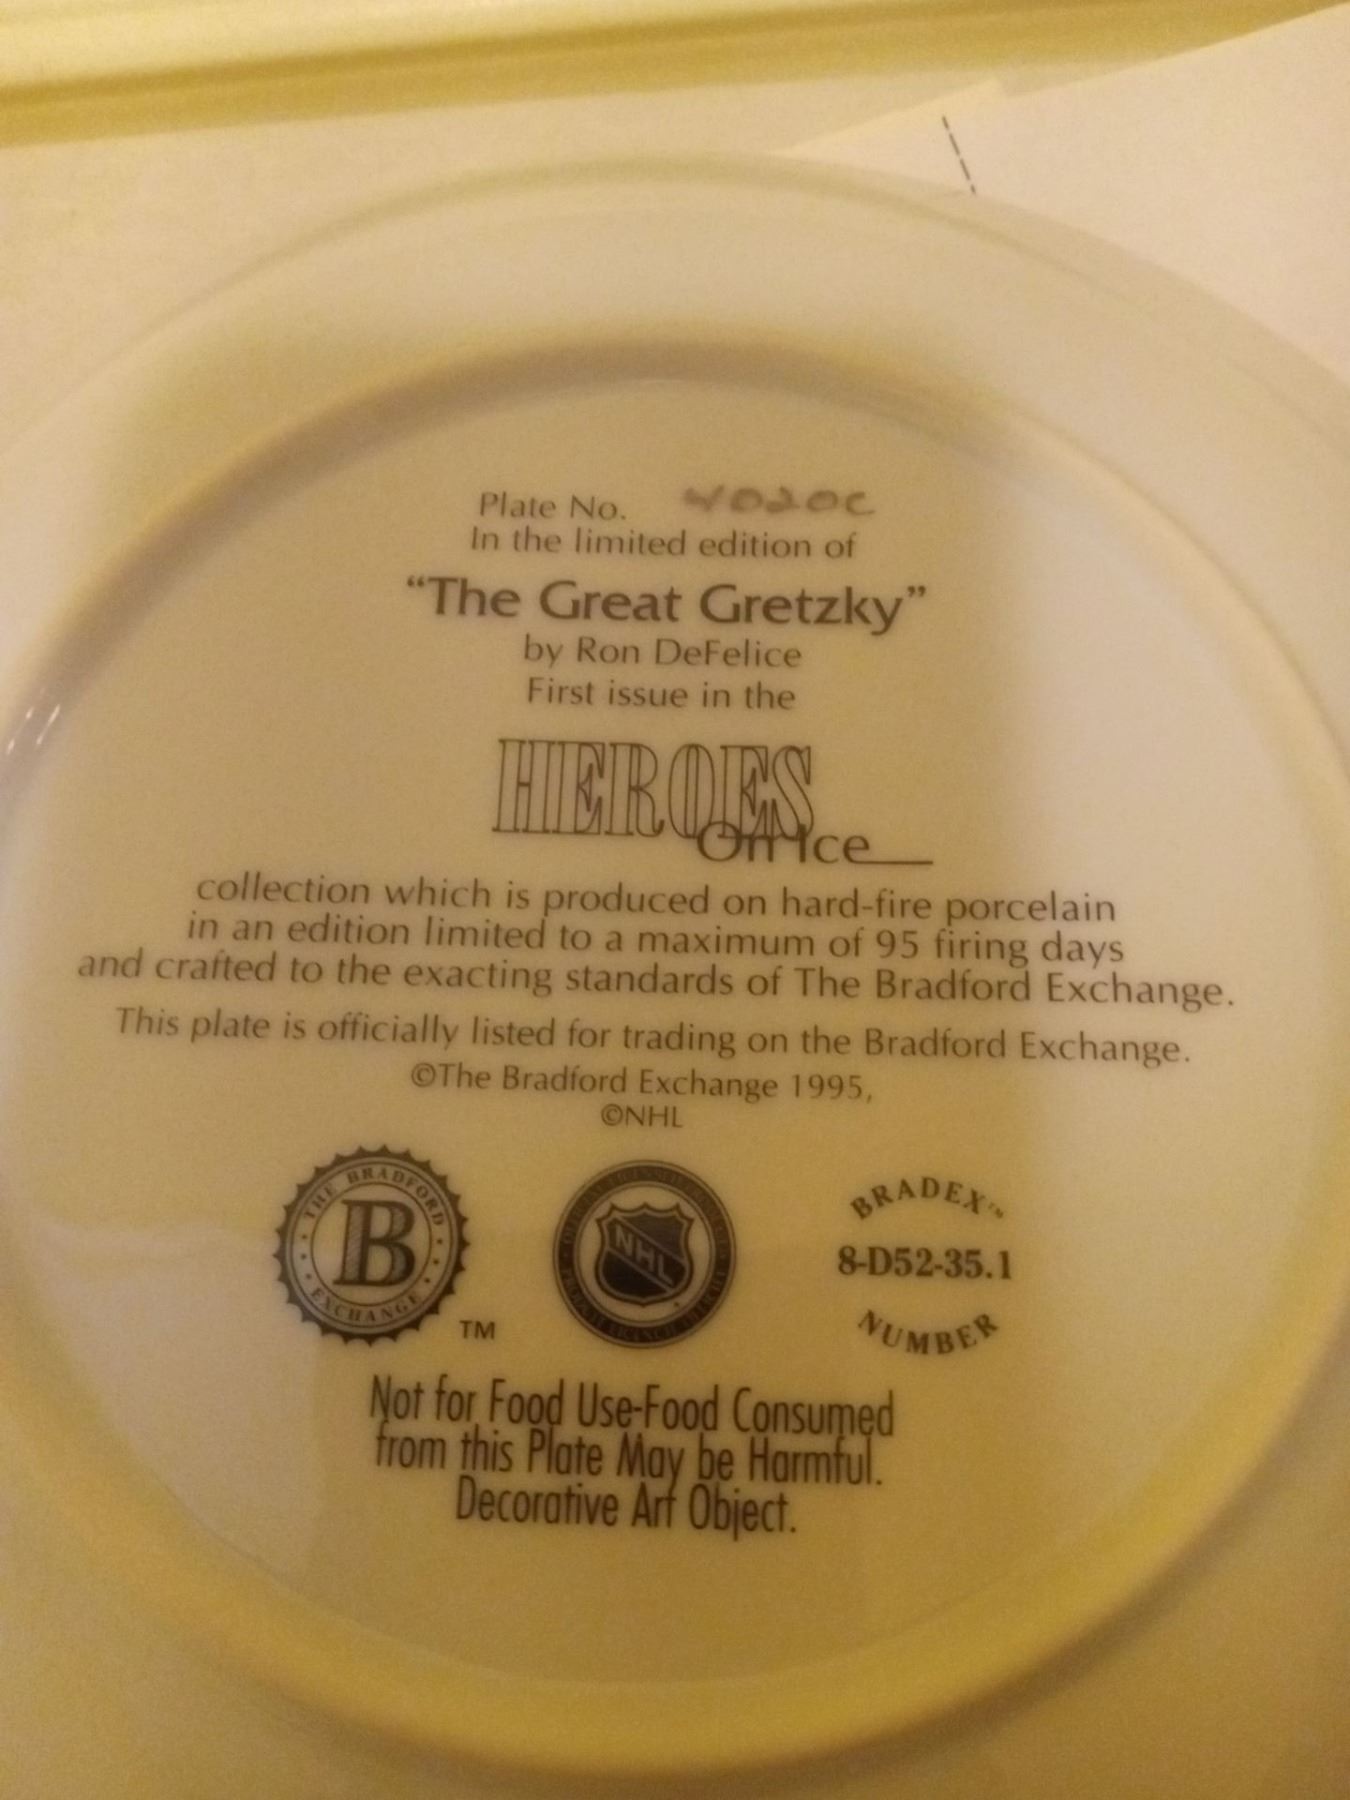 Plate No. 4020C
In the limited edition of
"The Great Gretzky"
by Ron DeFelice
First issue in the
HEROES
On Ice
collection which is produced on hard-fire porcelain
in an edition limited to a maximum of 95 firing days
and crafted to the exacting standards of The Bradford Exchange.
This plate is officially listed for trading on the Bradford Exchange.
©The Bradford Exchange 1995,
©NHL
THE BRADFORD
B
EXCHANGE
TM
NHL
BRADEX™
8-D52-35.1
NUMBER
Not for Food Use-Food Consumed
from this Plate May be Harmful.
Decorative Art Object.